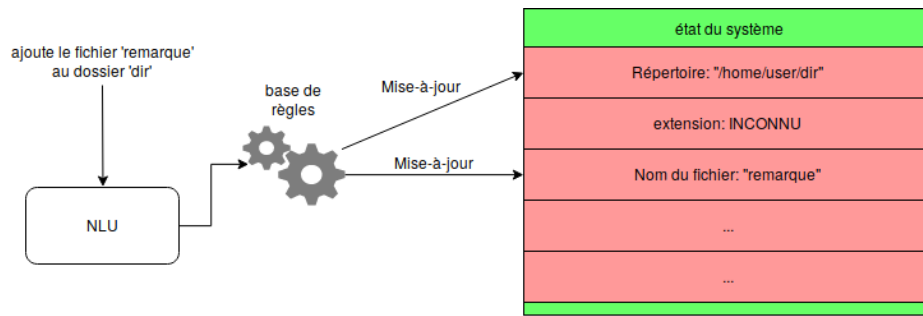 ajoute le fichier 'remarque'
au dossier 'dir'
NLU
base de
règles
Mise-à-jour
Mise-à-jour
état du système
Répertoire: "/home/user/dir"
extension: INCONNU
Nom du fichier: "remarque"
...
...